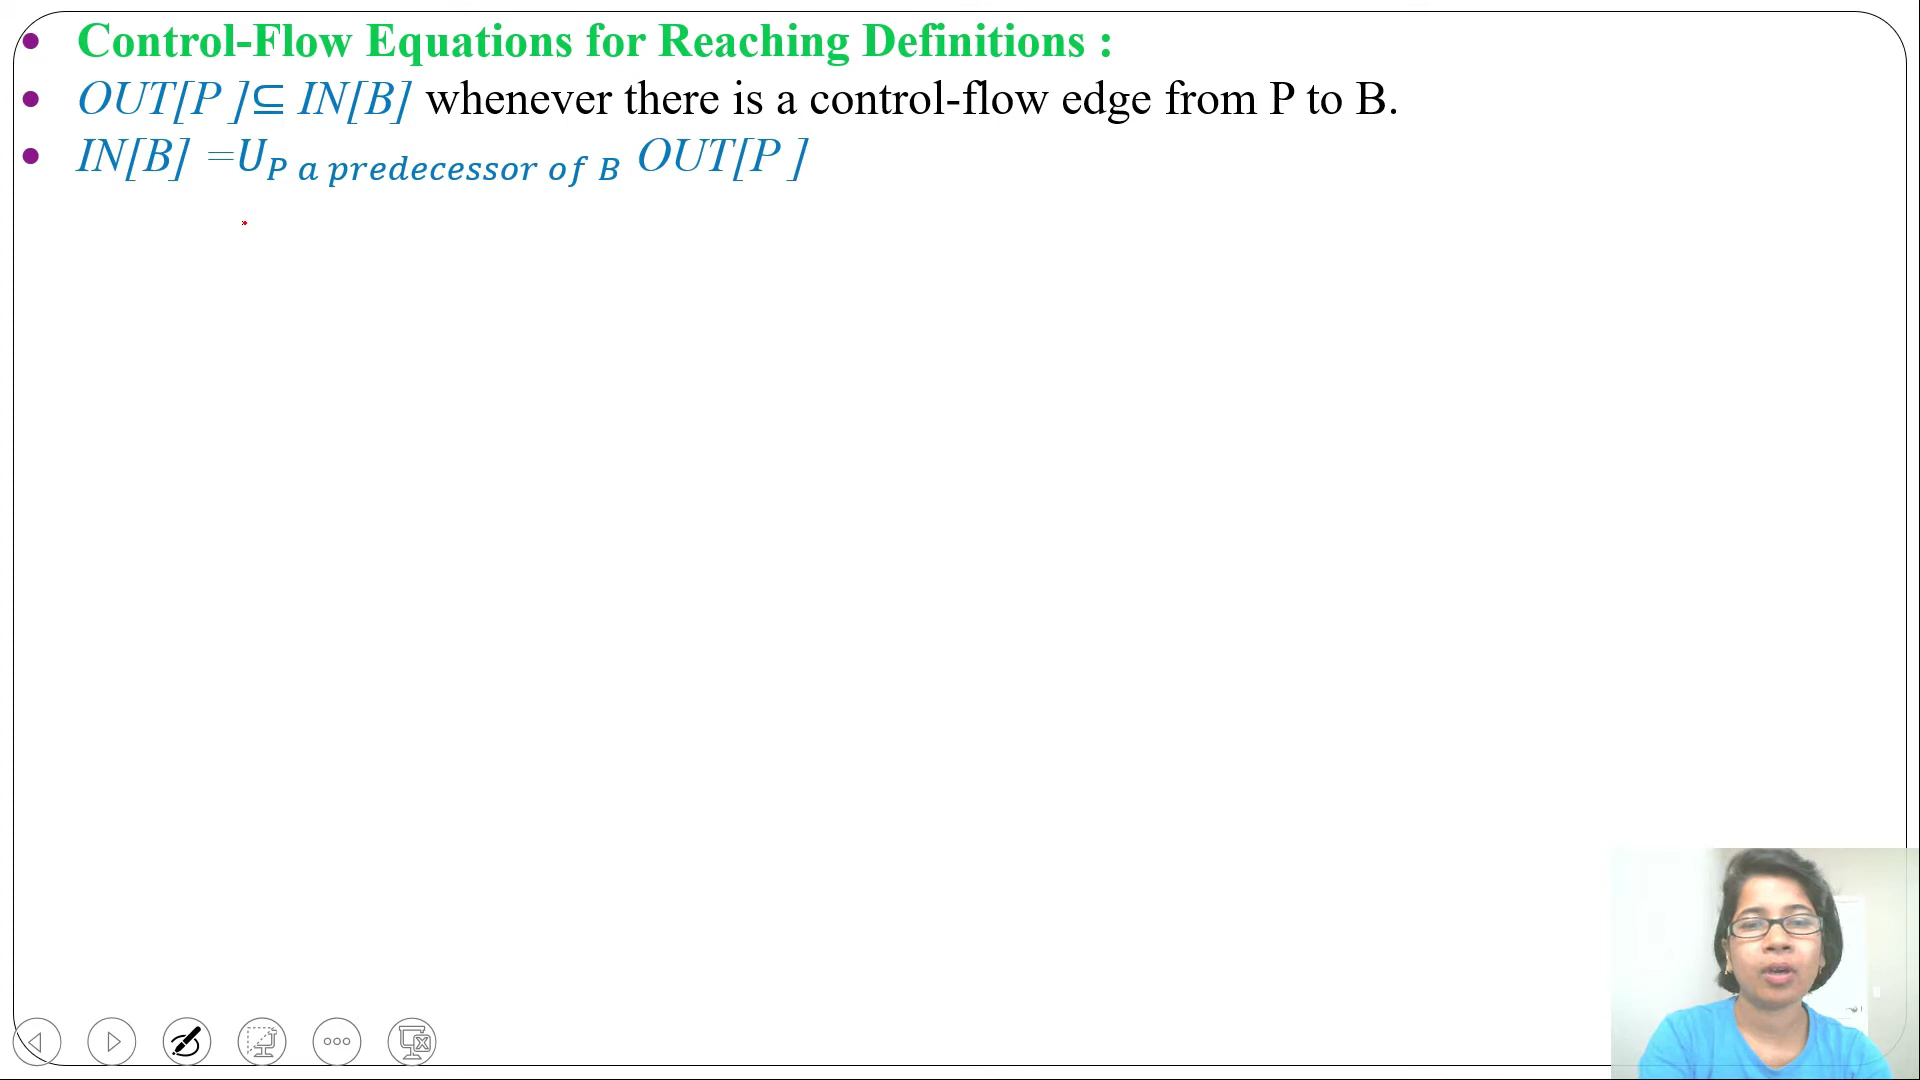 • Control-Flow Equations for Reaching Definitions :
• OUT[P ]⊆ IN[B] whenever there is a control-flow edge from P to B.
• IN[B] =U_P a predecessor of B OUT[P ]